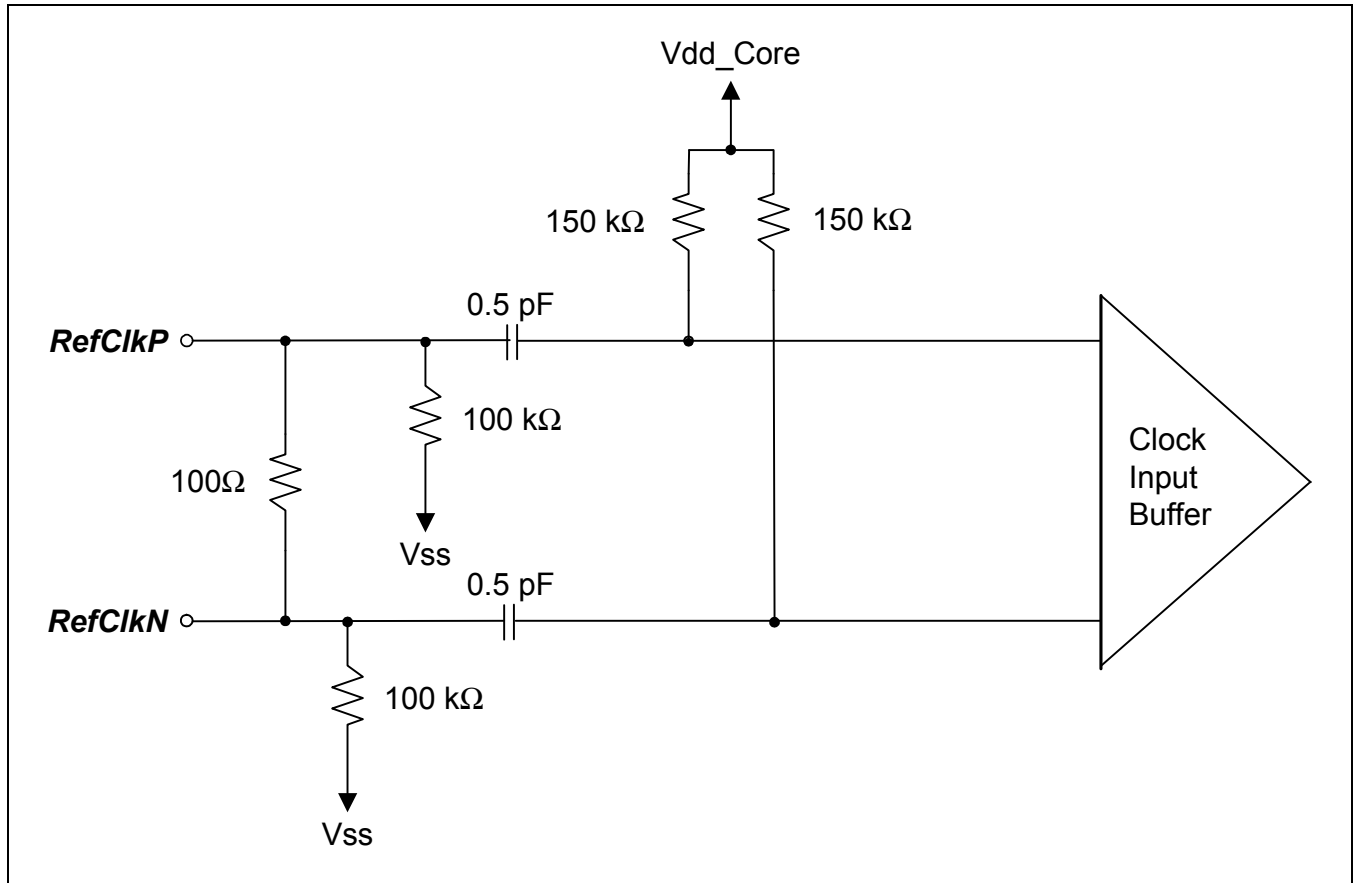 Vdd_Core
150 kΩ
150 kΩ
0.5 pF
RefClkP
100 kΩ
100Ω
Clock
Input
Buffer
Vss
0.5 pF
RefClkN
100 kΩ
Vss